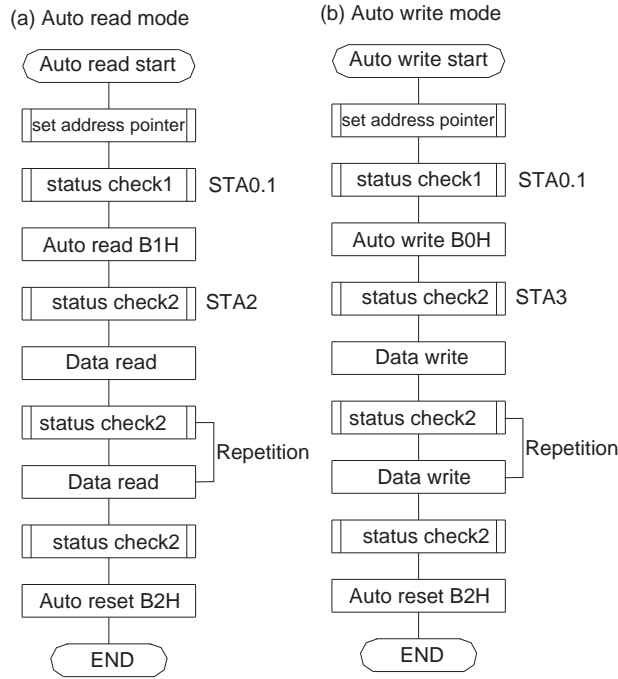 (a) Auto read mode
Auto read start
set address pointer
status check1 STA0.1
Auto read B1H
status check2 STA2
Data read
status check2
Repetition
Data read
status check2
Auto reset B2H
END
(b) Auto write mode
Auto write start
set address pointer
status check1 STA0.1
Auto write B0H
status check2 STA3
Data write
status check2
Repetition
Data write
status check2
Auto reset B2H
END